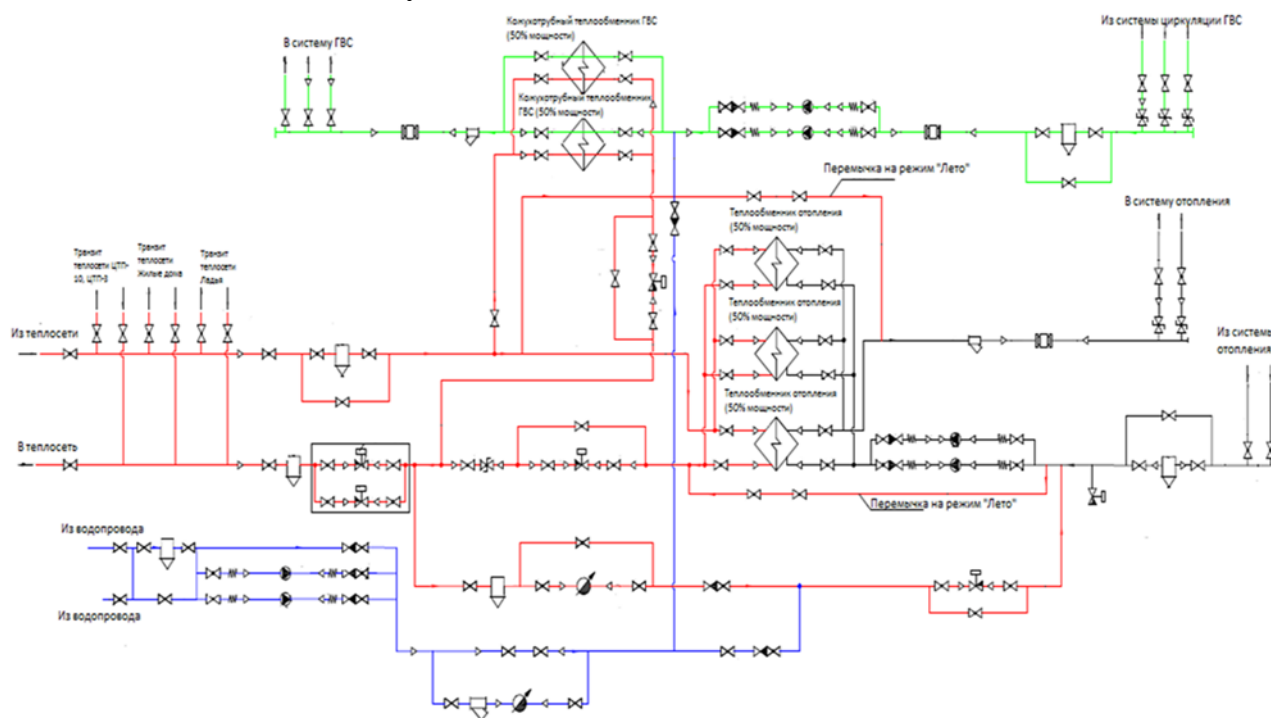 Кожухотрубный теплообменник ГВС
(50% мощности)
Из системы циркуляции ГВС
В систему ГВС
Кожухотрубный теплообменник
ГВС (50% мощности)
Перемычка на режим "Лето"
В систему отопления
Теплообменник отопления
(50% мощности)
Транзит
теплосети ЦТП-
10, ЦТП-3
Транзит
теплосети
Жилые дома
Транзит
теплосети
Ладья
Теплообменник отопления
(50% мощности)
Из теплосети
Из системы
отопления
Теплообменник отопления
(50% мощности)
В теплосеть
Перемычка на режим "Лето"
Из водопровода
Из водопровода